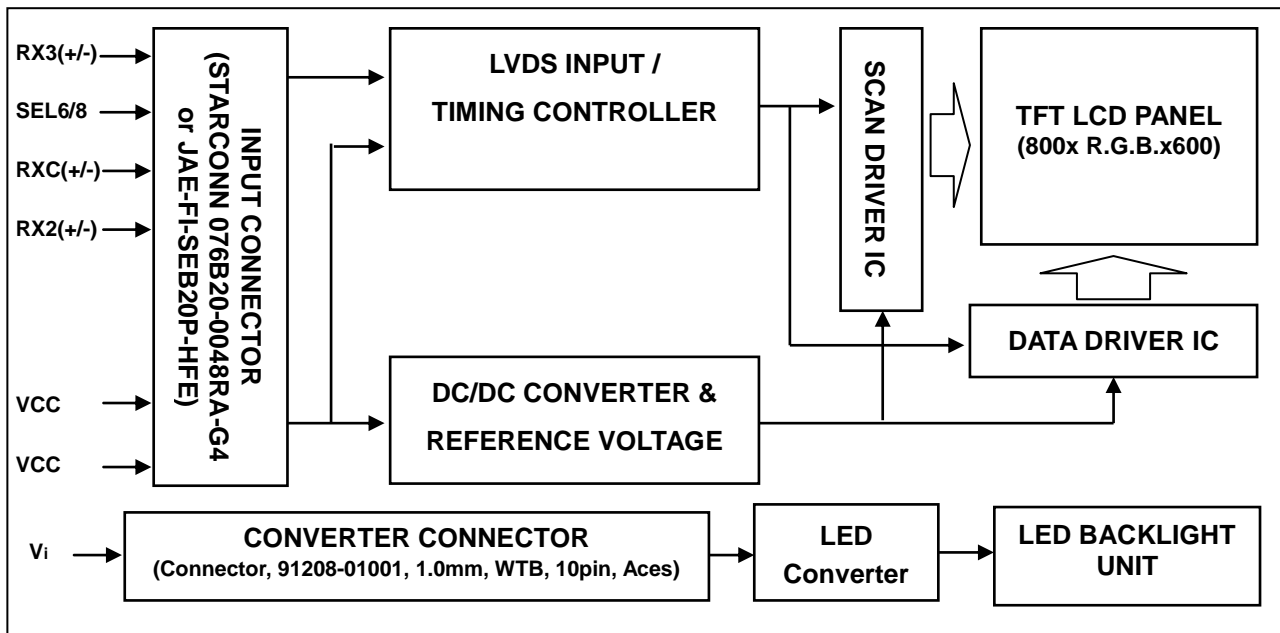 RX3(+/-)
SEL6/8
RXC(+/-)
RX2(+/-)
VCC
VCC
INPUT CONNECTOR
(STARCONN 076B20-0048RA-G4
or JAE-FI-SEB20P-HFE)
LVDS INPUT /
TIMING CONTROLLER
DC/DC CONVERTER &
REFERENCE VOLTAGE
SCAN DRIVER IC
TFT LCD PANEL
(800x R.G.B.x600)
DATA DRIVER IC
Vi
CONVERTER CONNECTOR
(Connector, 91208-01001, 1.0mm, WTB, 10pin, Aces)
LED
Converter
LED BACKLIGHT
UNIT